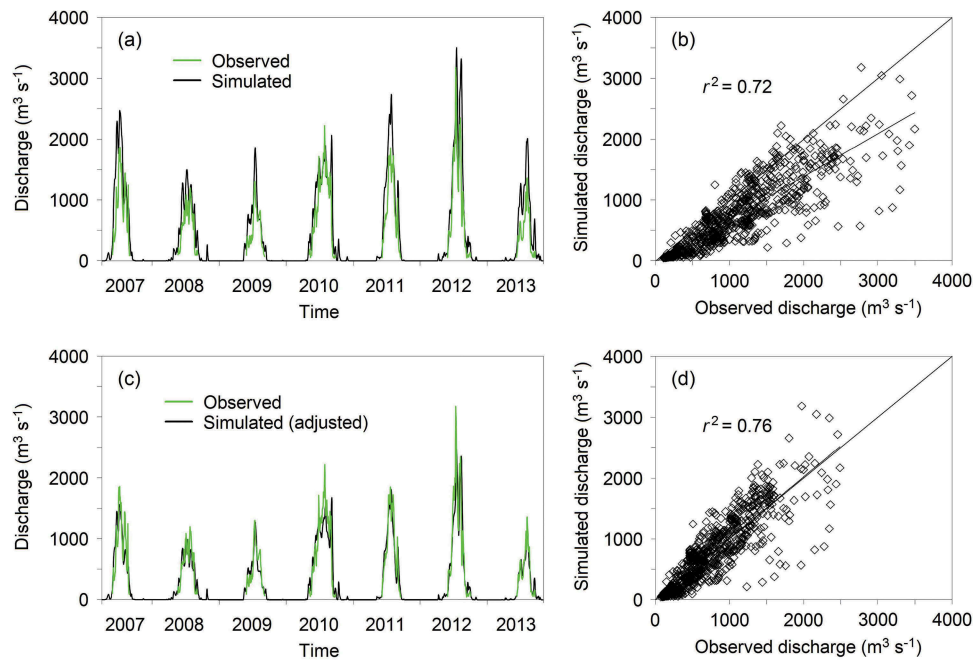 (a)
Observed
Simulated
Discharge (m³ s⁻¹)
4000
3000
2000
1000
0
2007 2008 2009 2010 2011 2012 2013
Time
(b)
r² = 0.72
Simulated discharge (m³ s⁻¹)
4000
3000
2000
1000
0
0 1000 2000 3000 4000
Observed discharge (m³ s⁻¹)
(c)
Observed
Simulated (adjusted)
Discharge (m³ s⁻¹)
4000
3000
2000
1000
0
2007 2008 2009 2010 2011 2012 2013
Time
(d)
r² = 0.76
Simulated discharge (m³ s⁻¹)
4000
3000
2000
1000
0
0 1000 2000 3000 4000
Observed discharge (m³ s⁻¹)